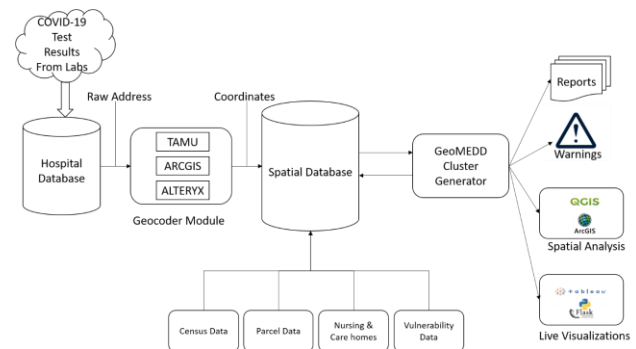 COVID-19
Test
Results
From Labs
Raw Address
Coordinates
Hospital
Database
TAMU
ARCGIS
ALTERYX
Geocoder Module
Spatial Database
GeoMEDD
Cluster
Generator
Reports
Warnings
QGIS
ArcGIS
Spatial Analysis
tableau
Flask
Live Visualizations
Census Data
Parcel Data
Nursing &
Care homes
Vulnerability
Data